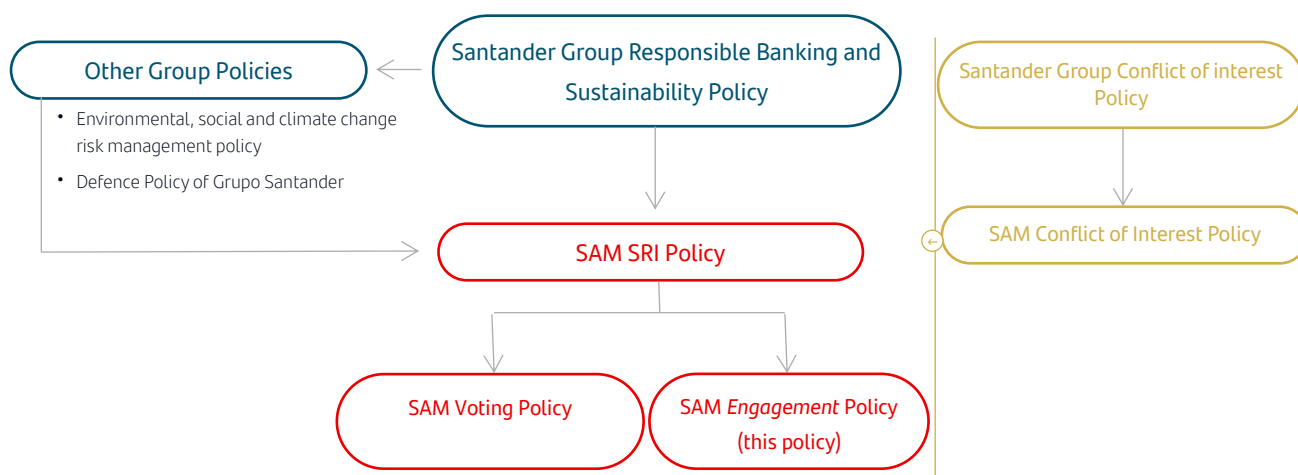 Other Group Policies
• Environmental, social and climate change
risk management policy
• Defence Policy of Grupo Santander
Santander Group Responsible Banking and
Sustainability Policy
Santander Group Conflict of interest
Policy
SAM SRI Policy
←
SAM Conflict of Interest Policy
SAM Voting Policy
SAM Engagement Policy
(this policy)